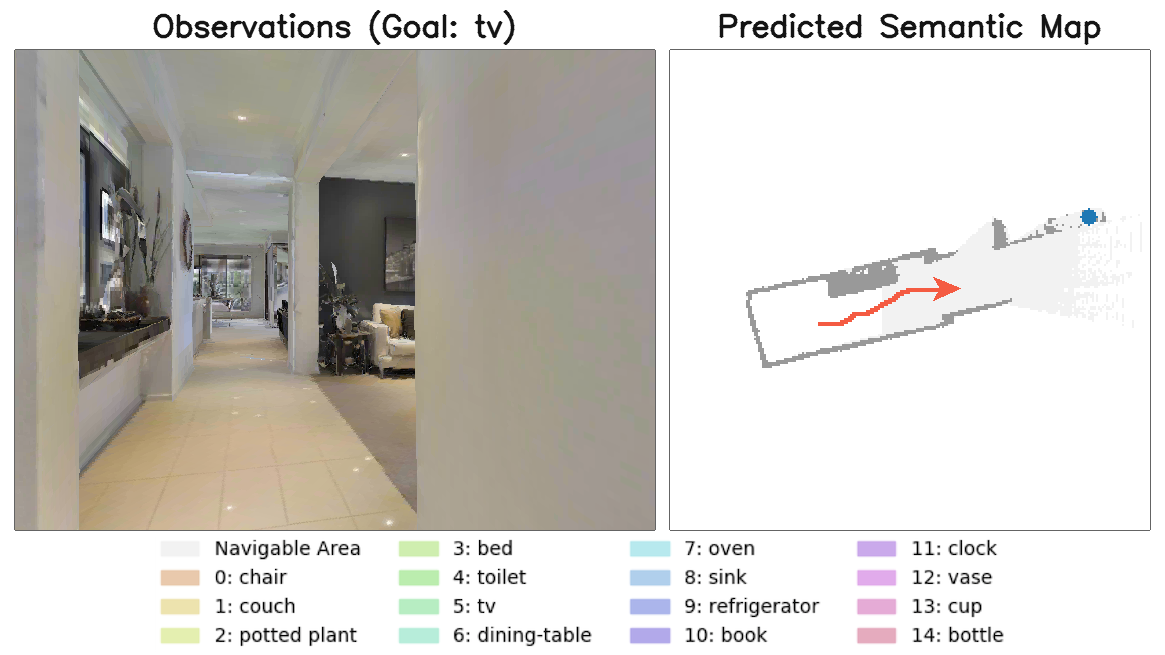 Observations (Goal: tv)
Predicted Semantic Map
Navigable Area
0: chair
1: couch
2: potted plant
3: bed
4: toilet
5: tv
6: dining-table
7: oven
8: sink
9: refrigerator
10: book
11: clock
12: vase
13: cup
14: bottle